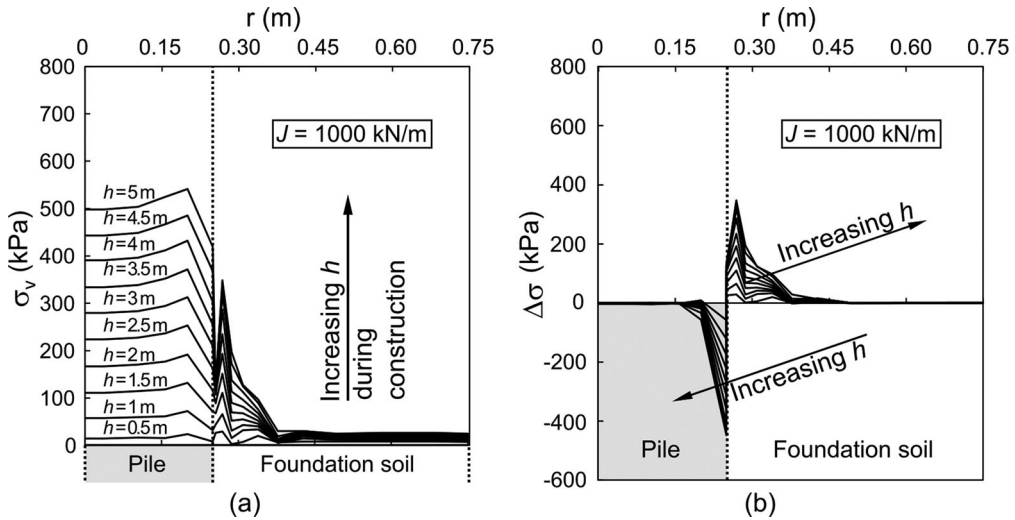 r (m)
0 0.15 0.30 0.45 0.60 0.75
800
700
600
500
400
300
200
100
0
σv (kPa)
J = 1000 kN/m
h=5m
h=4.5m
h=4m
h=3.5m
h=3m
h=2.5m
h=2m
h=1.5m
h=1m
h=0.5m
Increasing h
during
construction
Pile
Foundation soil
(a)
r (m)
0 0.15 0.30 0.45 0.60 0.75
800
600
400
200
0
-200
-400
-600
Δσ (kPa)
J = 1000 kN/m
Increasing h
Increasing h
Pile
Foundation soil
(b)